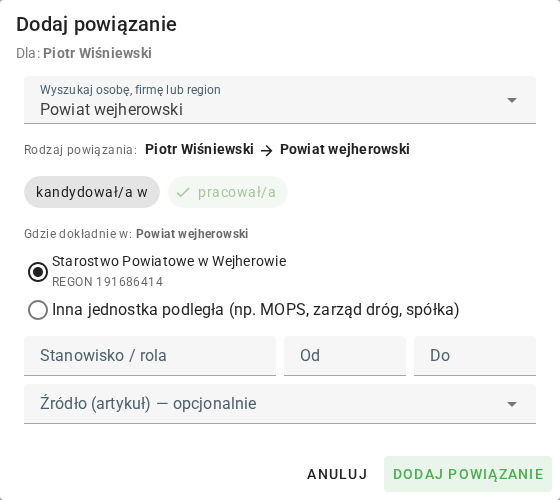 Dodaj powiązanie
Dla: Piotr Wiśniewski
Wyszukaj osobę, firmę lub region
Powiat wejherowski
Rodzaj powiązania: Piotr Wiśniewski → Powiat wejherowski
kandydował/a w
pracował/a
Gdzie dokładnie w: Powiat wejherowski
Starostwo Powiatowe w Wejherowie
REGON 191686414
Inna jednostka podległa (np. MOPS, zarząd dróg, spółka)
Stanowisko / rola
Od
Do
Źródło (artykuł) — opcjonalnie
ANULUJ
DODAJ POWIĄZANIE